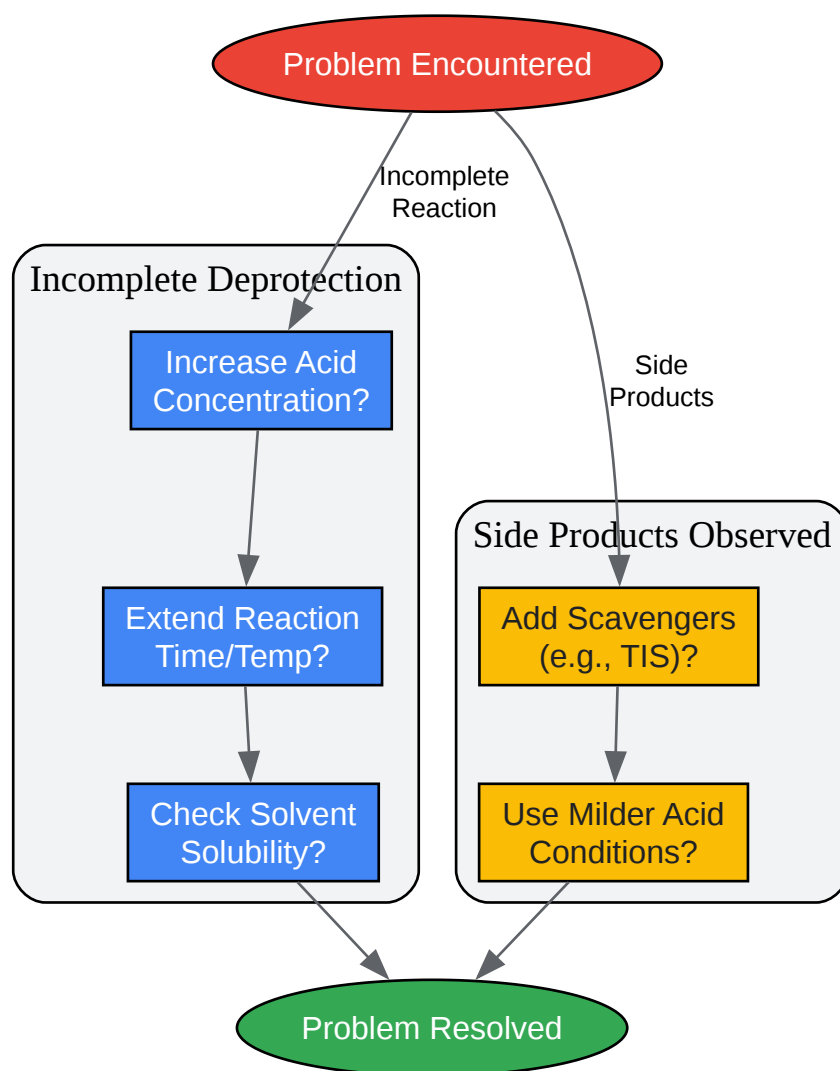 Problem Encountered
Incomplete
Reaction
Incomplete Deprotection
Increase Acid
Concentration?
Side
Products
Extend Reaction
Time/Temp?
Check Solvent
Solubility?
Side Products Observed
Add Scavengers
(e.g., TIS)?
Use Milder Acid
Conditions?
Problem Resolved